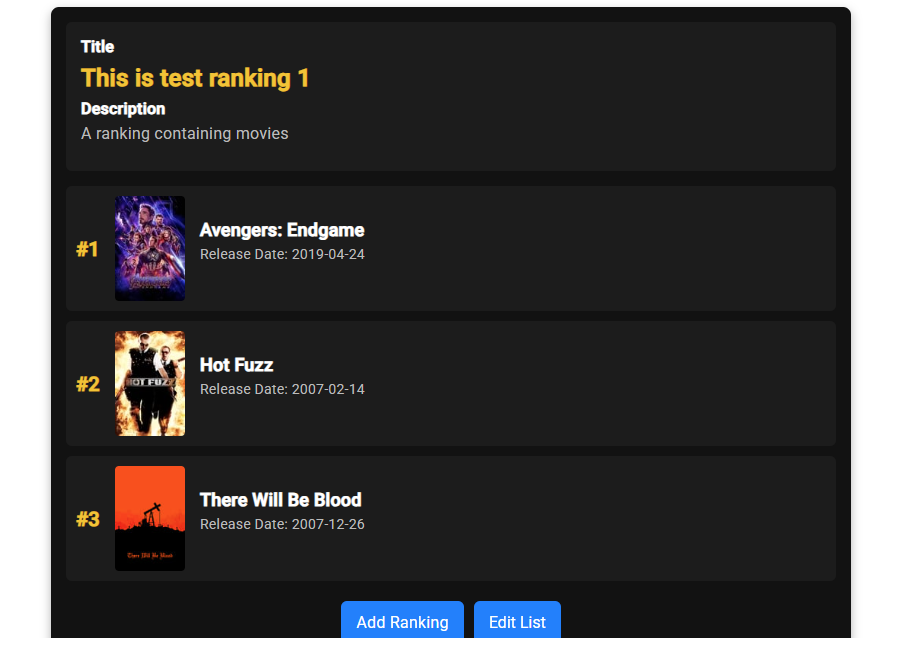 Title
This is test ranking 1
Description
A ranking containing movies
#1
Avengers: Endgame
Release Date: 2019-04-24
#2
HOT FUZZ
Hot Fuzz
Release Date: 2007-02-14
#3
There Will Be Blood
There Will Be Blood
Release Date: 2007-12-26
Add Ranking
Edit List